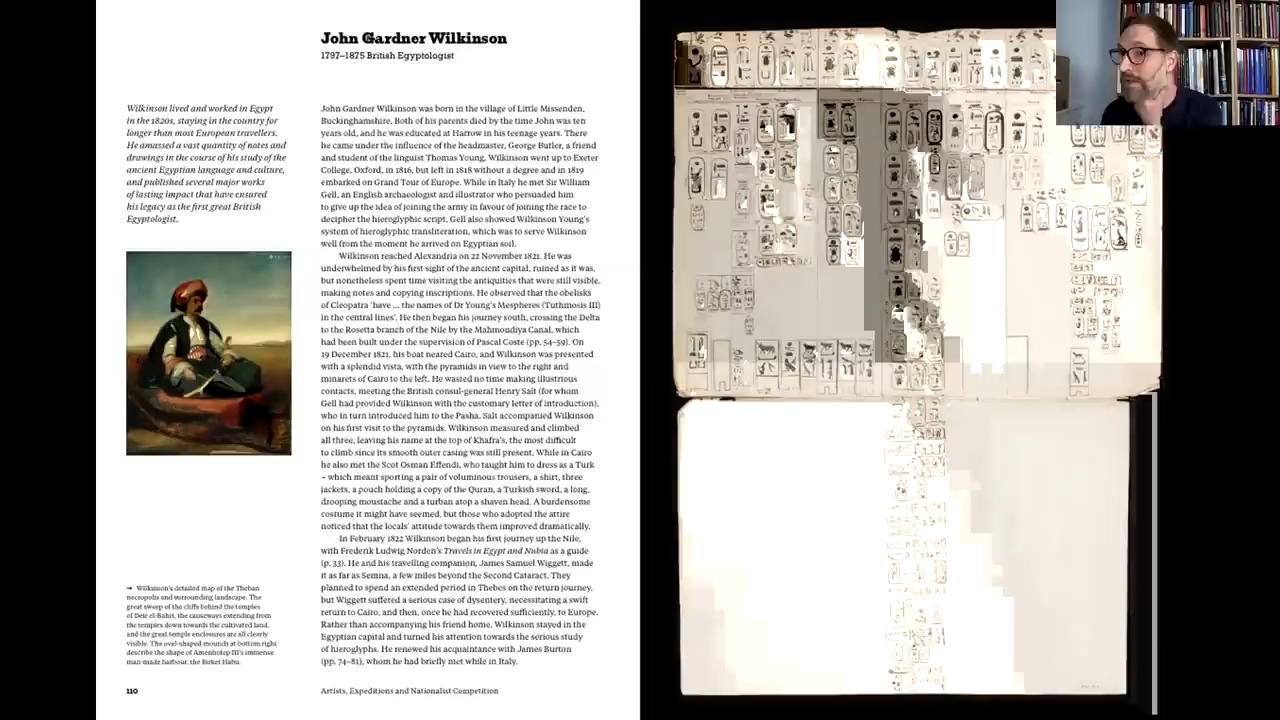 John Gardner Wilkinson
1797–1875 British Egyptologist
Wilkinson lived and worked in Egypt
in the 1820s, staying in the country for
longer than most European travellers.
He amassed a vast quantity of notes and
drawings in the course of his study of the
ancient Egyptian language and culture,
and published several major works
of lasting impact that have ensured
his legacy as the first great British
Egyptologist.
John Gardner Wilkinson was born in the village of Little Missenden,
Buckinghamshire. Both of his parents died by the time John was ten
years old, and he was educated at Harrow in his teenage years. There
he came under the influence of the headmaster, George Butler, a friend
and student of the linguist Thomas Young. Wilkinson went up to Exeter
College, Oxford, in 1816, but left in 1818 without a degree and in 1819
embarked on Grand Tour of Europe. While in Italy he met Sir William
Gell, an English archaeologist and illustrator who persuaded him
to give up the idea of joining the army in favour of joining the race to
decipher the hieroglyphic script. Gell also showed Wilkinson Young's
system of hieroglyphic transliteration, which was to serve Wilkinson
well from the moment he arrived on Egyptian soil.
Wilkinson reached Alexandria on 22 November 1821. He was
underwhelmed by his first sight of the ancient capital, ruined as it was,
but nonetheless spent time visiting the antiquities that were still visible,
making notes and copying inscriptions. He observed that the obelisks
of Cleopatra 'have ... the names of Dr Young's Mespheres (Tuthmosis III)
in the central lines'. He then began his journey south, crossing the Delta
to the Rosetta branch of the Nile by the Mahmoudiya Canal, which
had been built under the supervision of Pascal Coste (pp. 54–59). On
19 December 1821, his boat neared Cairo, and Wilkinson was presented
with a splendid vista, with the pyramids in view to the right and
minarets of Cairo to the left. He wasted no time making illustrious
contacts, meeting the British consul-general Henry Salt (for whom
Gell had provided Wilkinson with the customary letter of introduction),
who in turn introduced him to the Pasha. Salt accompanied Wilkinson
on his first visit to the pyramids. Wilkinson measured and climbed
all three, leaving his name at the top of Khafra's, the most difficult
to climb since its smooth outer casing was still present. While in Cairo
he also met the Scot Osman Effendi, who taught him to dress as a Turk
– which meant sporting a pair of voluminous trousers, a shirt, three
jackets, a pouch holding a copy of the Quran, a Turkish sword, a long,
drooping moustache and a turban atop a shaven head. A burdensome
costume it might have seemed, but those who adopted the attire
noticed that the locals' attitude towards them improved dramatically.
In February 1822 Wilkinson began his first journey up the Nile,
with Frederik Ludwig Norden's Travels in Egypt and Nubia as a guide
(p. 33). He and his travelling companion, James Samuel Wiggett, made
it as far as Semna, a few miles beyond the Second Cataract. They
planned to spend an extended period in Thebes on the return journey,
but Wiggett suffered a serious case of dysentery, necessitating a swift
return to Cairo, and then, once he had recovered sufficiently, to Europe.
Rather than accompanying his friend home, Wilkinson stayed in the
Egyptian capital and turned his attention towards the serious study
of hieroglyphs. He renewed his acquaintance with James Burton
(pp. 74–81), whom he had briefly met while in Italy.
→ Wilkinson's detailed map of the Theban
necropolis and surrounding landscape. The
great sweep of the cliffs behind the temples
of Deir el-Bahri, the causeways extending from
the temples down towards the cultivated land,
and the great temple enclosures are all clearly
visible. The oval-shaped mounds at bottom right
describe the shape of Amenhotep III's immense
man-made harbour, the Birket Habu.
110
Artists, Expeditions and Nationalist Competition